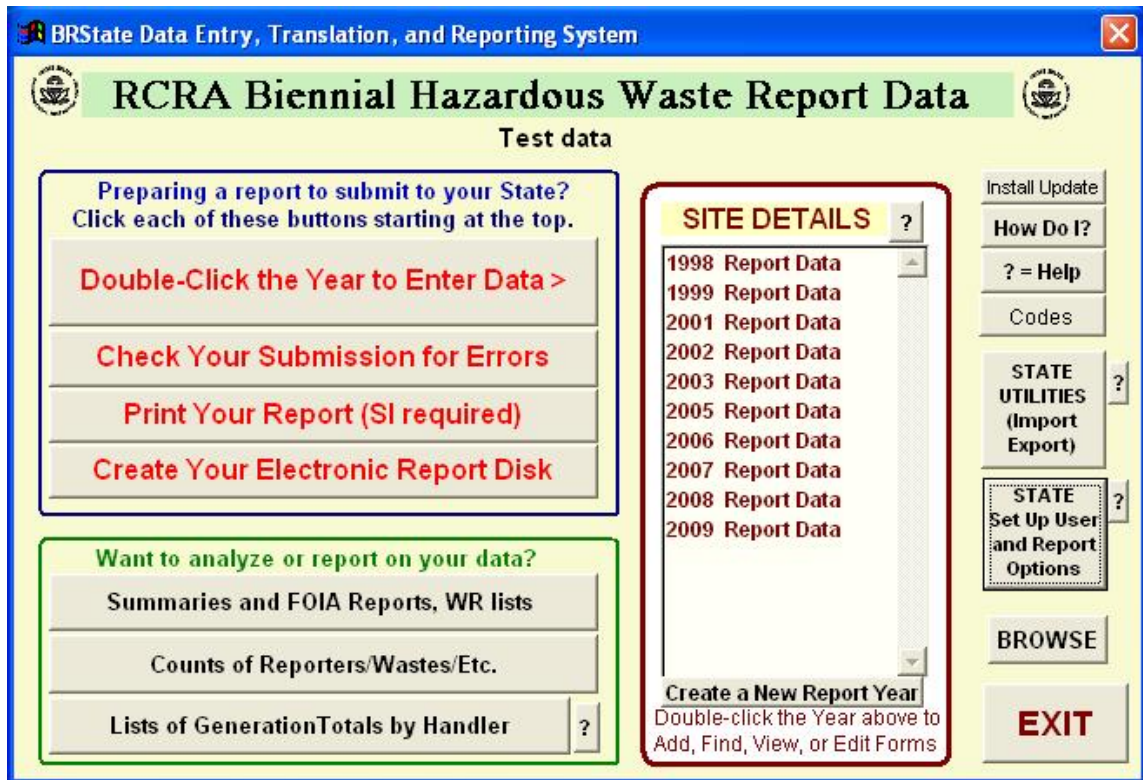 BRState Data Entry, Translation, and Reporting System
RCRA Biennial Hazardous Waste Report Data
Test data
Preparing a report to submit to your State?
Click each of these buttons starting at the top.
Double-Click the Year to Enter Data >
Check Your Submission for Errors
Print Your Report (SI required)
Create Your Electronic Report Disk
Want to analyze or report on your data?
Summaries and FOIA Reports, WR lists
Counts of Reporters/Wastes/Etc.
Lists of GenerationTotals by Handler
?
SITE DETAILS
?
1998 Report Data
1999 Report Data
2001 Report Data
2002 Report Data
2003 Report Data
2005 Report Data
2006 Report Data
2007 Report Data
2008 Report Data
2009 Report Data
Create a New Report Year
Double-click the Year above to
Add, Find, View, or Edit Forms
Install Update
How Do I?
? = Help
Codes
STATE
UTILITIES
(Import
Export)
?
STATE
Set Up User
and Report
Options
?
BROWSE
EXIT